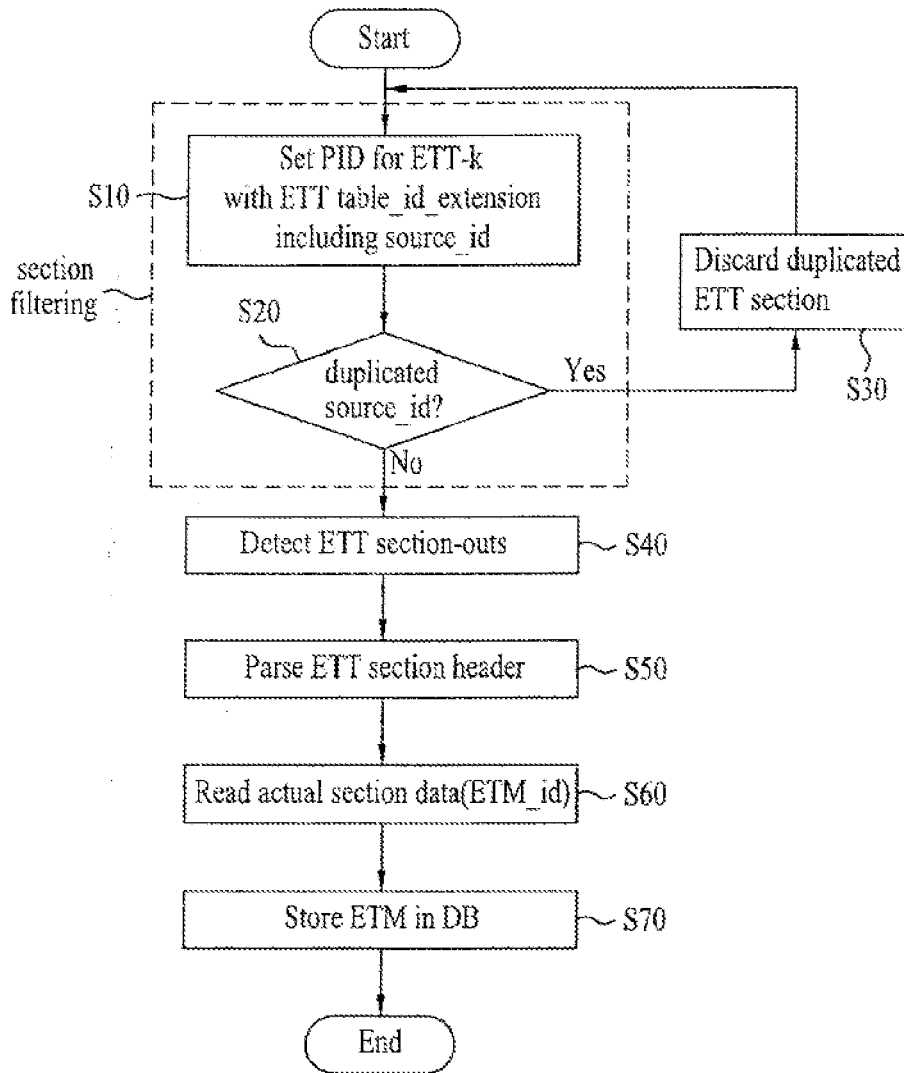 Start
Set PID for ETT-k
with ETT table_id_extension
including source_id
S10
section
filtering
S20
duplicated
source_id?
Yes
No
Discard duplicated
ETT section
S30
Detect ETT section-outs
S40
Parse ETT section header
S50
Read actual section data(ETM_id)
S60
Store ETM in DB
S70
End